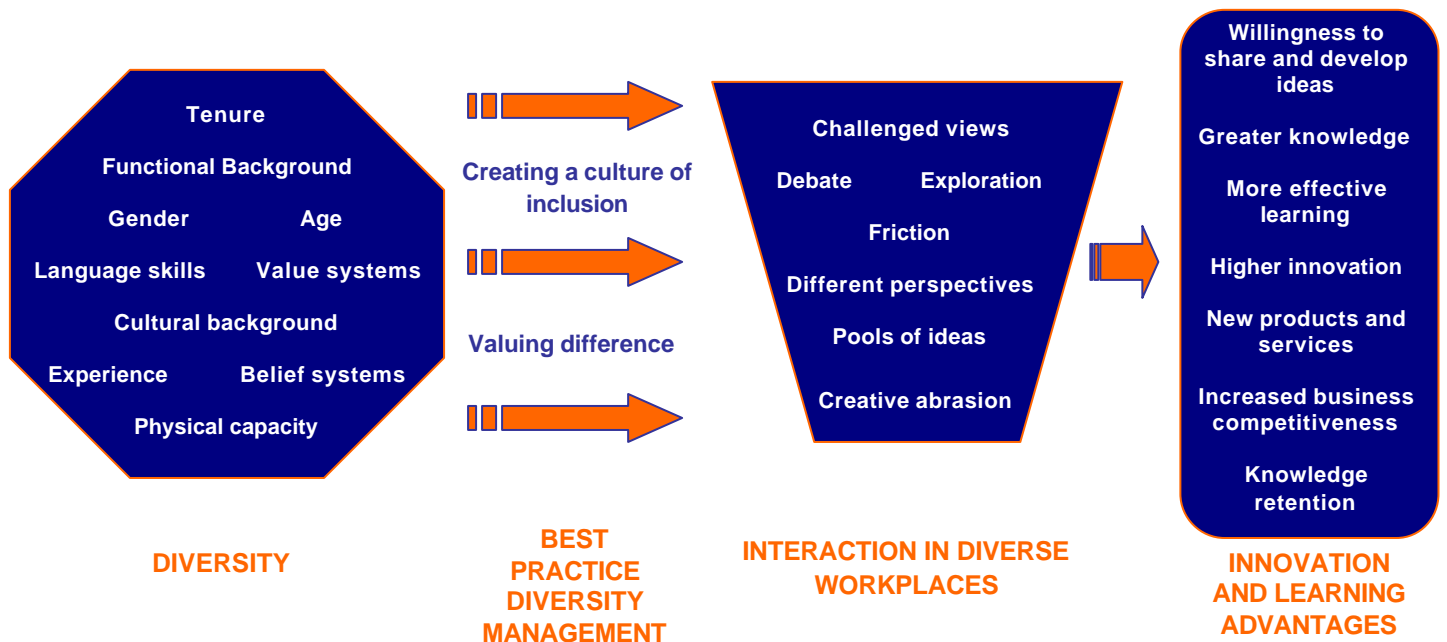 Tenure
Functional Background
Gender Age
Language skills Value systems
Cultural background
Experience Belief systems
Physical capacity
DIVERSITY
Creating a culture of
inclusion
Valuing difference
BEST
PRACTICE
DIVERSITY
MANAGEMENT
Challenged views
Debate Exploration
Friction
Different perspectives
Pools of ideas
Creative abrasion
INTERACTION IN DIVERSE
WORKPLACES
Willingness to
share and develop
ideas
Greater knowledge
More effective
learning
Higher innovation
New products and
services
Increased business
competitiveness
Knowledge
retention
INNOVATION
AND LEARNING
ADVANTAGES